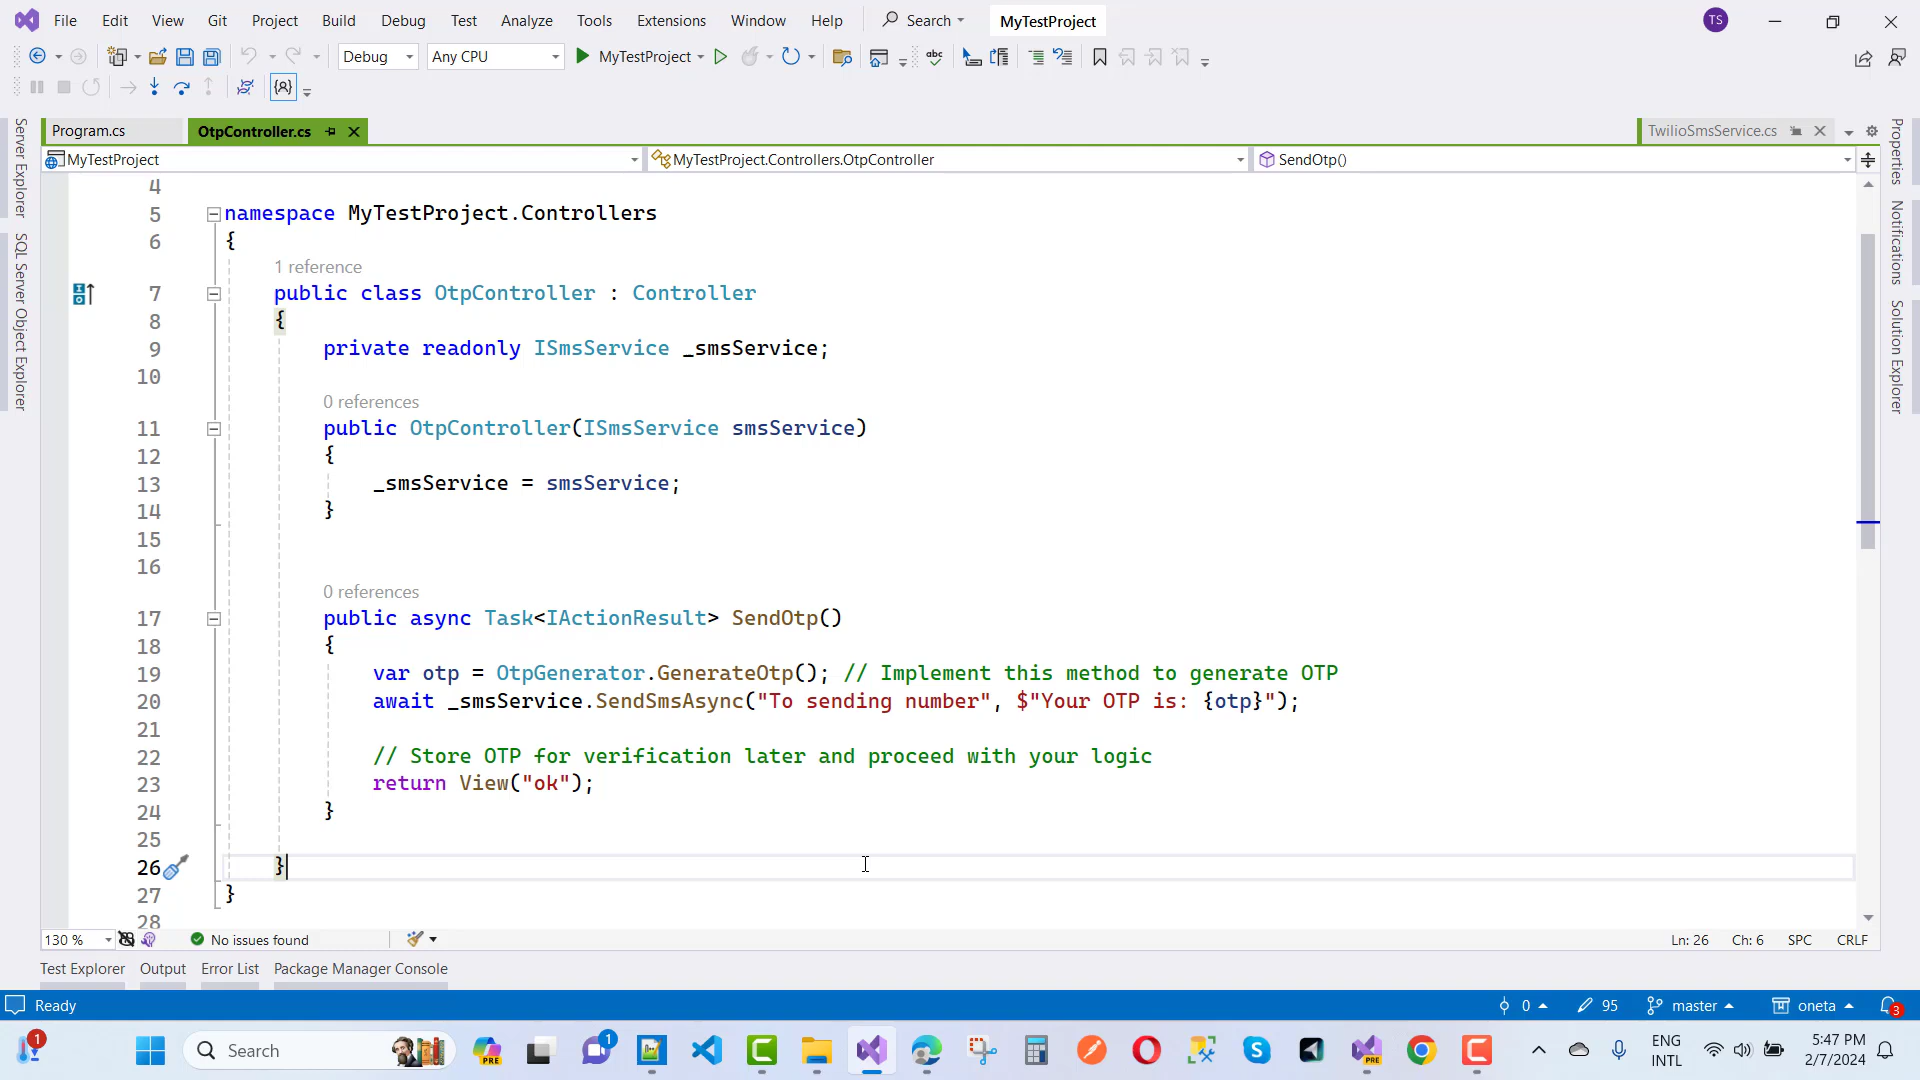 File Edit View Git Project Build Debug Test Analyze Tools Extensions Window Help Search MyTestProject TS
Debug Any CPU MyTestProject abc
Program.cs OtpController.cs TwilioSmsService.cs
MyTestProject MyTestProject.Controllers.OtpController SendOtp()
Server Explorer
SQL Server Object Explorer
Properties
Notifications
Solution Explorer
4
5 namespace MyTestProject.Controllers
6 {
1 reference
7 public class OtpController : Controller
8 {
9 private readonly ISmsService _smsService;
10
0 references
11 public OtpController(ISmsService smsService)
12 {
13 _smsService = smsService;
14 }
15
16
0 references
17 public async Task<IActionResult> SendOtp()
18 {
19 var otp = OtpGenerator.GenerateOtp(); // Implement this method to generate OTP
20 await _smsService.SendSmsAsync("To sending number", $"Your OTP is: {otp}");
21
22 // Store OTP for verification later and proceed with your logic
23 return View("ok");
24 }
25
26 }
27 }
28
130 % No issues found Ln: 26 Ch: 6 SPC CRLF
Test Explorer Output Error List Package Manager Console
Ready 0 95 master oneta 3
1 Search PRE 1 PRE ENG INTL 5:47 PM
2/7/2024